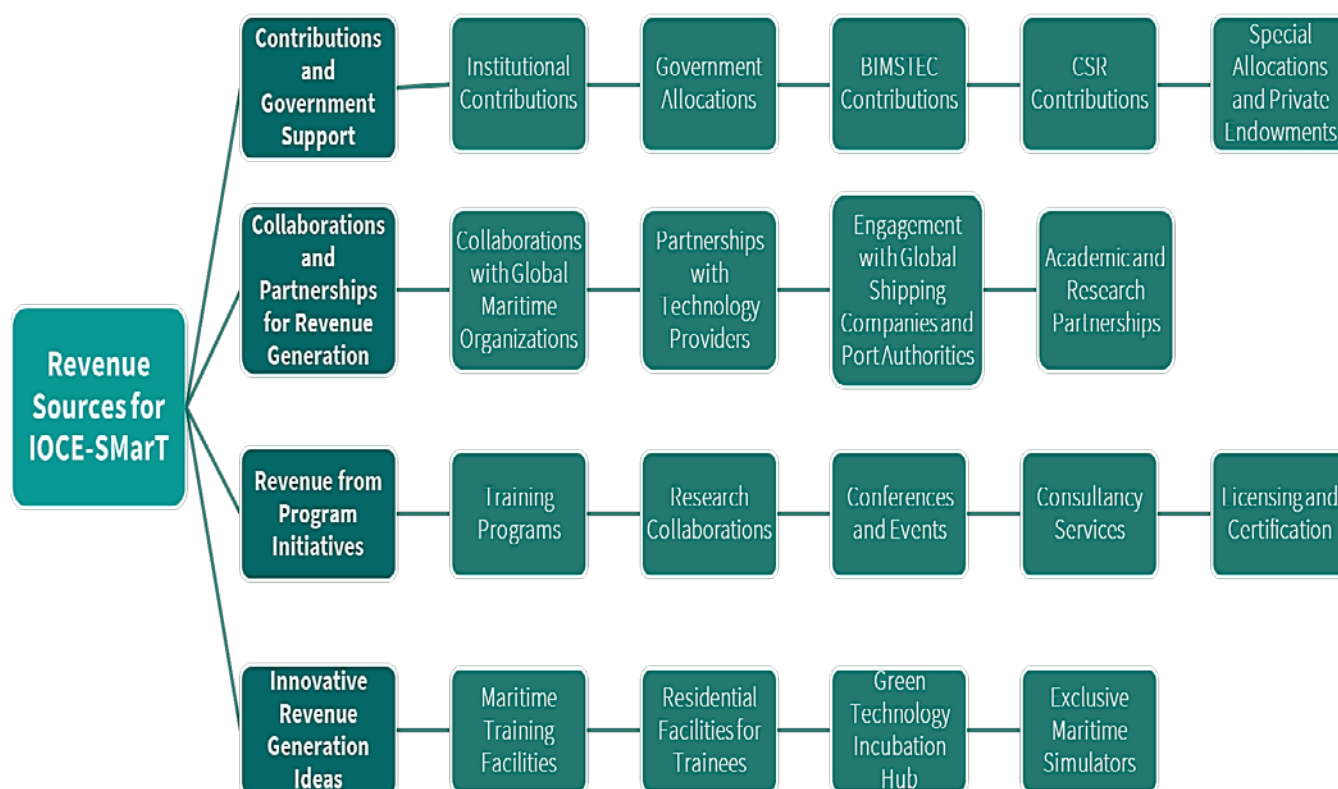 Revenue
Sources for
IOCE-SMarT
Contributions
and
Government
Support
Institutional
Contributions
Government
Allocations
BIMSTEC
Contributions
CSR
Contributions
Special
Allocations
and Private
Endowments
Collaborations
and
Partnerships
for Revenue
Generation
Collaborations
with Global
Maritime
Organizations
Partnerships
with
Technology
Providers
Engagement
with Global
Shipping
Companies and
Port Authorities
Academic and
Research
Partnerships
Revenue from
Program
Initiatives
Training
Programs
Research
Collaborations
Conferences
and Events
Consultancy
Services
Licensing and
Certification
Innovative
Revenue
Generation
Ideas
Maritime
Training
Facilities
Residential
Facilities for
Trainees
Green
Technology
Incubation
Hub
Exclusive
Maritime
Simulators